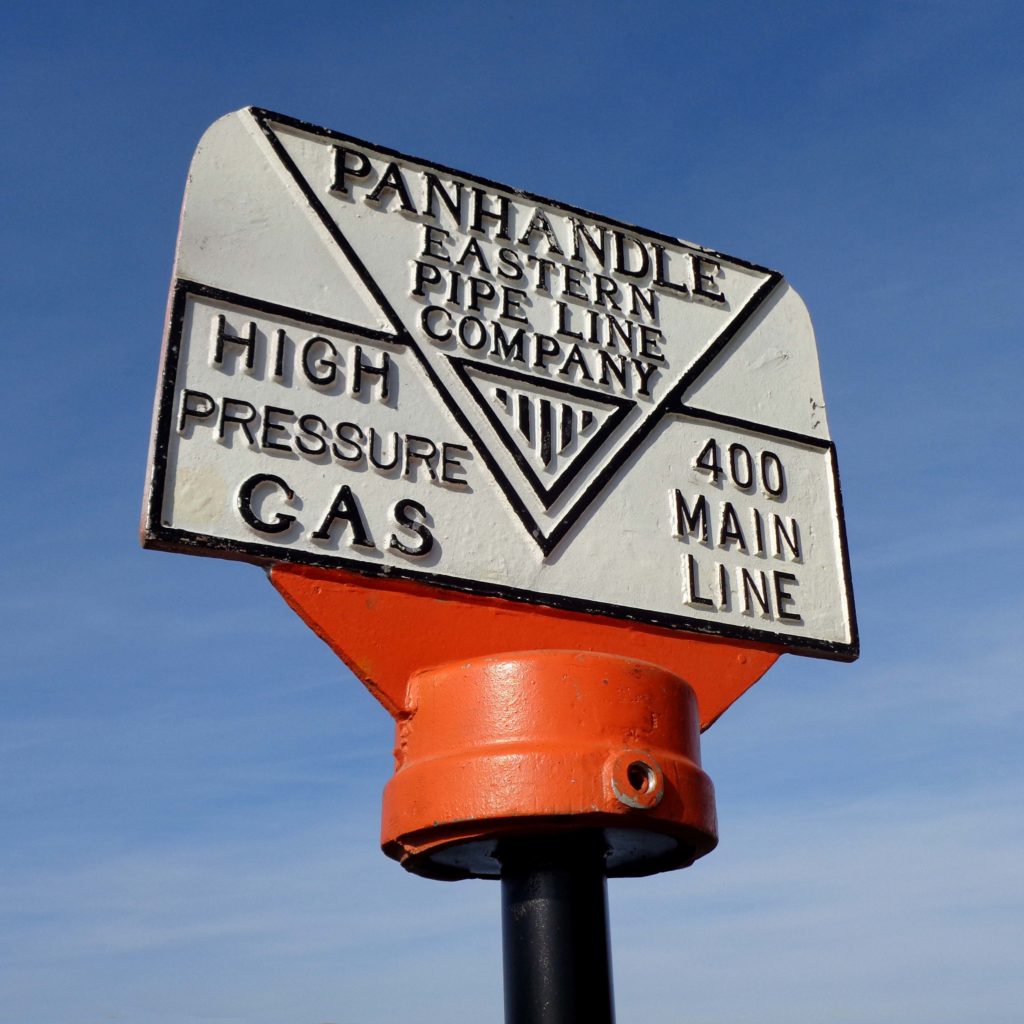 PANHANDLE
EASTERN
PIPE LINE
COMPANY
HIGH
PRESSURE
GAS
400
MAIN
LINE